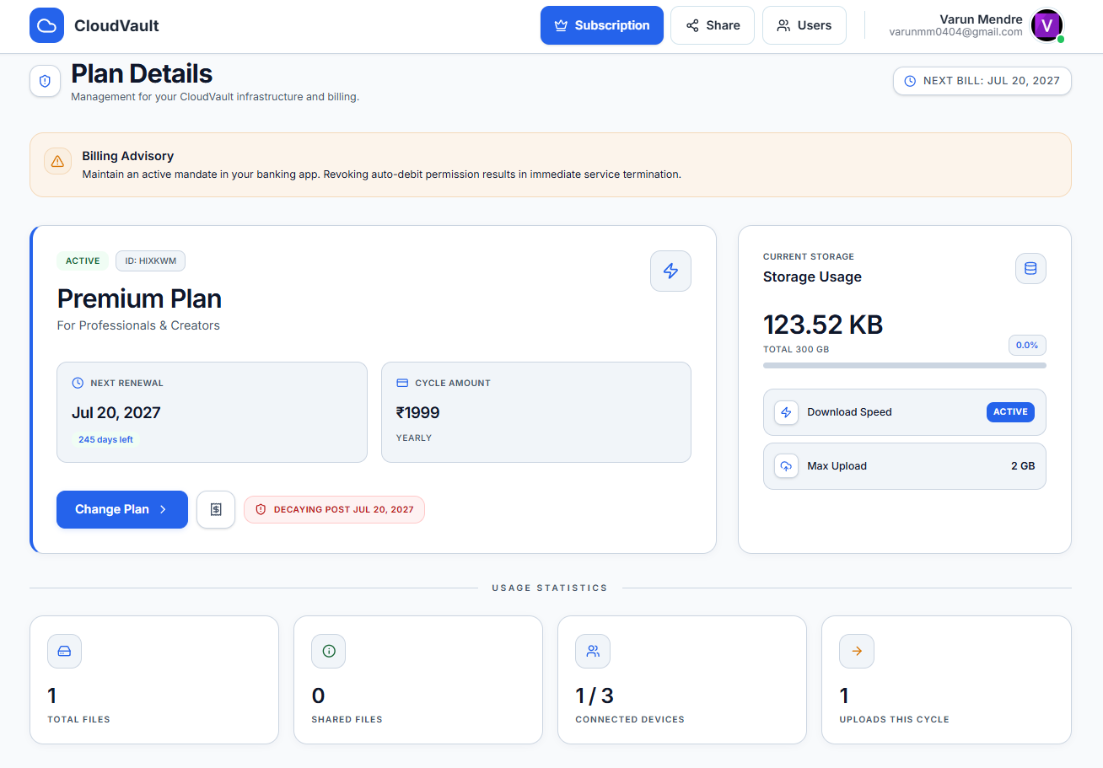 CloudVault
Subscription
Share
Users
Varun Mendre
varunmm0404@gmail.com
V
Plan Details
Management for your CloudVault infrastructure and billing.
NEXT BILL: JUL 20, 2027
Billing Advisory
Maintain an active mandate in your banking app. Revoking auto-debit permission results in immediate service termination.
ACTIVE
ID: HIXKWM
Premium Plan
For Professionals & Creators
NEXT RENEWAL
Jul 20, 2027
245 days left
CYCLE AMOUNT
₹1999
YEARLY
Change Plan
DECAYING POST JUL 20, 2027
CURRENT STORAGE
Storage Usage
123.52 KB
TOTAL 300 GB
0.0%
Download Speed
ACTIVE
Max Upload
2 GB
USAGE STATISTICS
1
TOTAL FILES
0
SHARED FILES
1 / 3
CONNECTED DEVICES
1
UPLOADS THIS CYCLE